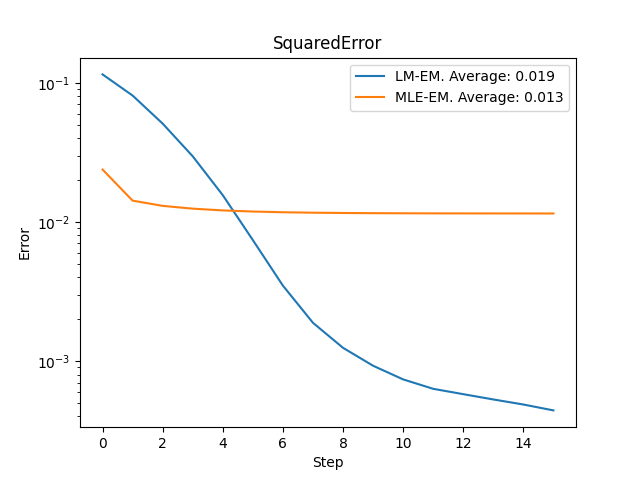 SquaredError
LM-EM. Average: 0.019
MLE-EM. Average: 0.013
10⁻¹
10⁻²
10⁻³
Error
0 2 4 6 8 10 12 14
Step